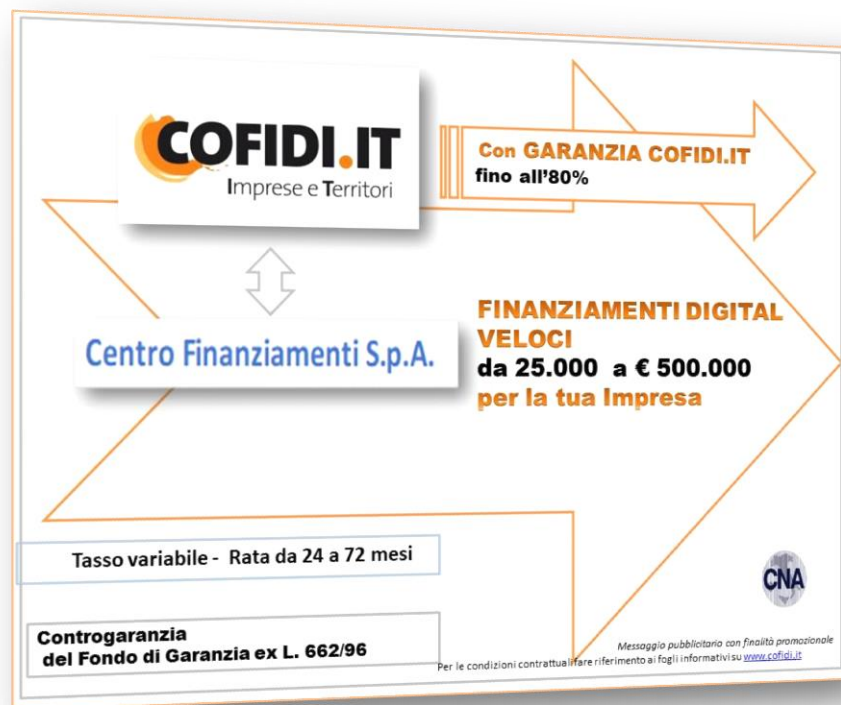 COFIDI.IT
Imprese e Territori
Con GARANZIA COFIDI.IT
fino all'80%
Centro Finanziamenti S.p.A.
FINANZIAMENTI DIGITAL
VELOCI
da 25.000 a € 500.000
per la tua Impresa
Tasso variabile - Rata da 24 a 72 mesi
CNA
Controgaranzia
del Fondo di Garanzia ex L. 662/96
Messaggio pubblicitario con finalità promozionale
Per le condizioni contrattuali fare riferimento ai fogli informativi su www.cofidi.it